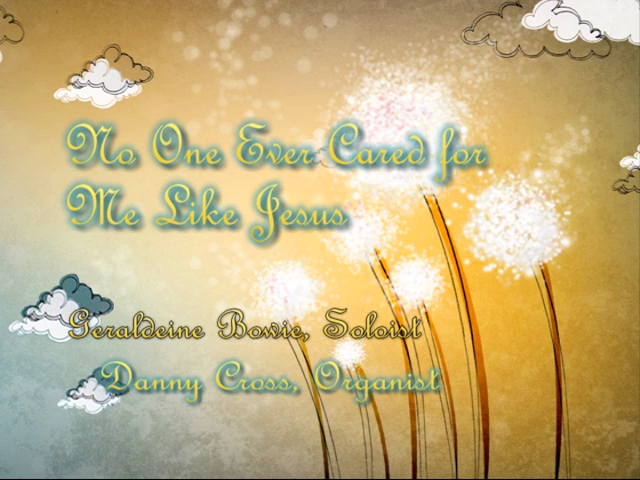 No One Ever Cared for
Me Like Jesus
Geraldeine Bowie, Soloist
Danny Cross, Organist